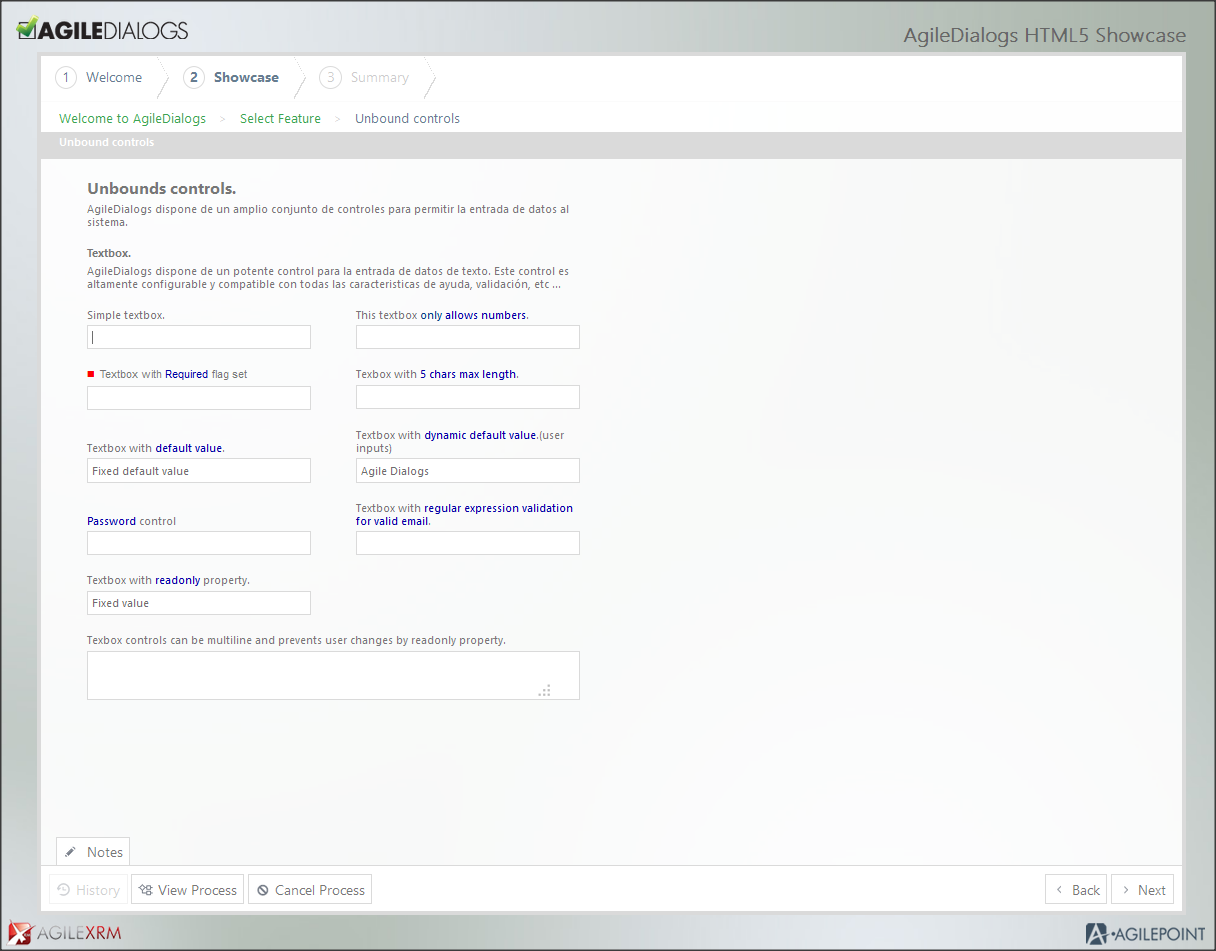 AGILEDIALOGS
AgileDialogs HTML5 Showcase
1 Welcome 2 Showcase 3 Summary
Welcome to AgileDialogs > Select Feature > Unbound controls
Unbound controls
Unbounds controls.
AgileDialogs dispone de un amplio conjunto de controles para permitir la entrada de datos al
sistema.
Textbox.
AgileDialogs dispone de un potente control para la entrada de datos de texto. Este control es
altamente configurable y compatible con todas las caracteristicas de ayuda, validación, etc ...
Simple textbox.
This textbox only allows numbers.
Textbox with Required flag set
Texbox with 5 chars max length.
Textbox with default value.
Fixed default value
Textbox with dynamic default value.(user
inputs)
Agile Dialogs
Password control
Textbox with regular expression validation
for valid email.
Textbox with readonly property.
Fixed value
Texbox controls can be multiline and prevents user changes by readonly property.
Notes
History View Process Cancel Process Back Next
AGILEXRM
AGILEPOINT